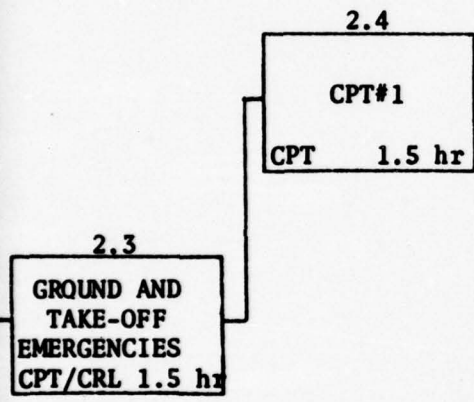 2.4
CPT#1
CPT 1.5 hr
2.3
GROUND AND
TAKE-OFF
EMERGENCIES
CPT/CRL 1.5 hr